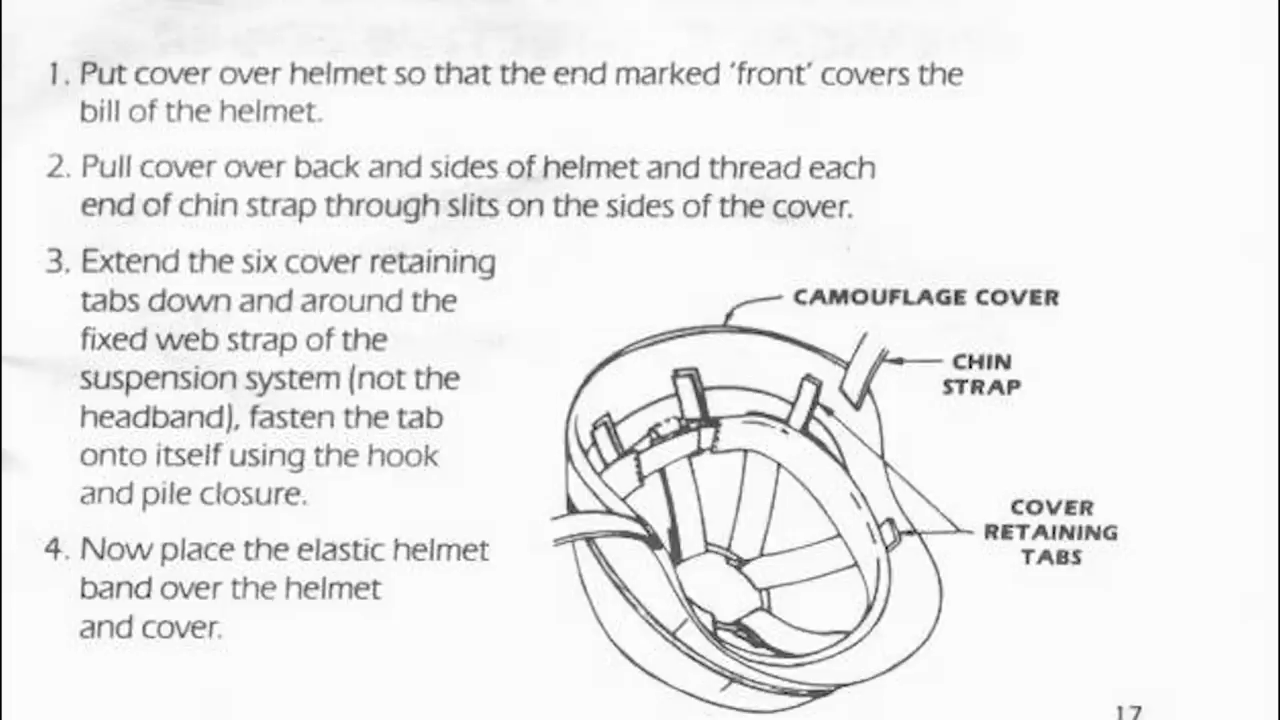 1. Put cover over helmet so that the end marked 'front' covers the
bill of the helmet.
2. Pull cover over back and sides of helmet and thread each
end of chin strap through slits on the sides of the cover.
3. Extend the six cover retaining
tabs down and around the
fixed web strap of the
suspension system (not the
headband), fasten the tab
onto itself using the hook
and pile closure.
4. Now place the elastic helmet
band over the helmet
and cover.
CAMOUFLAGE COVER
CHIN
STRAP
COVER
RETAINING
TABS
17